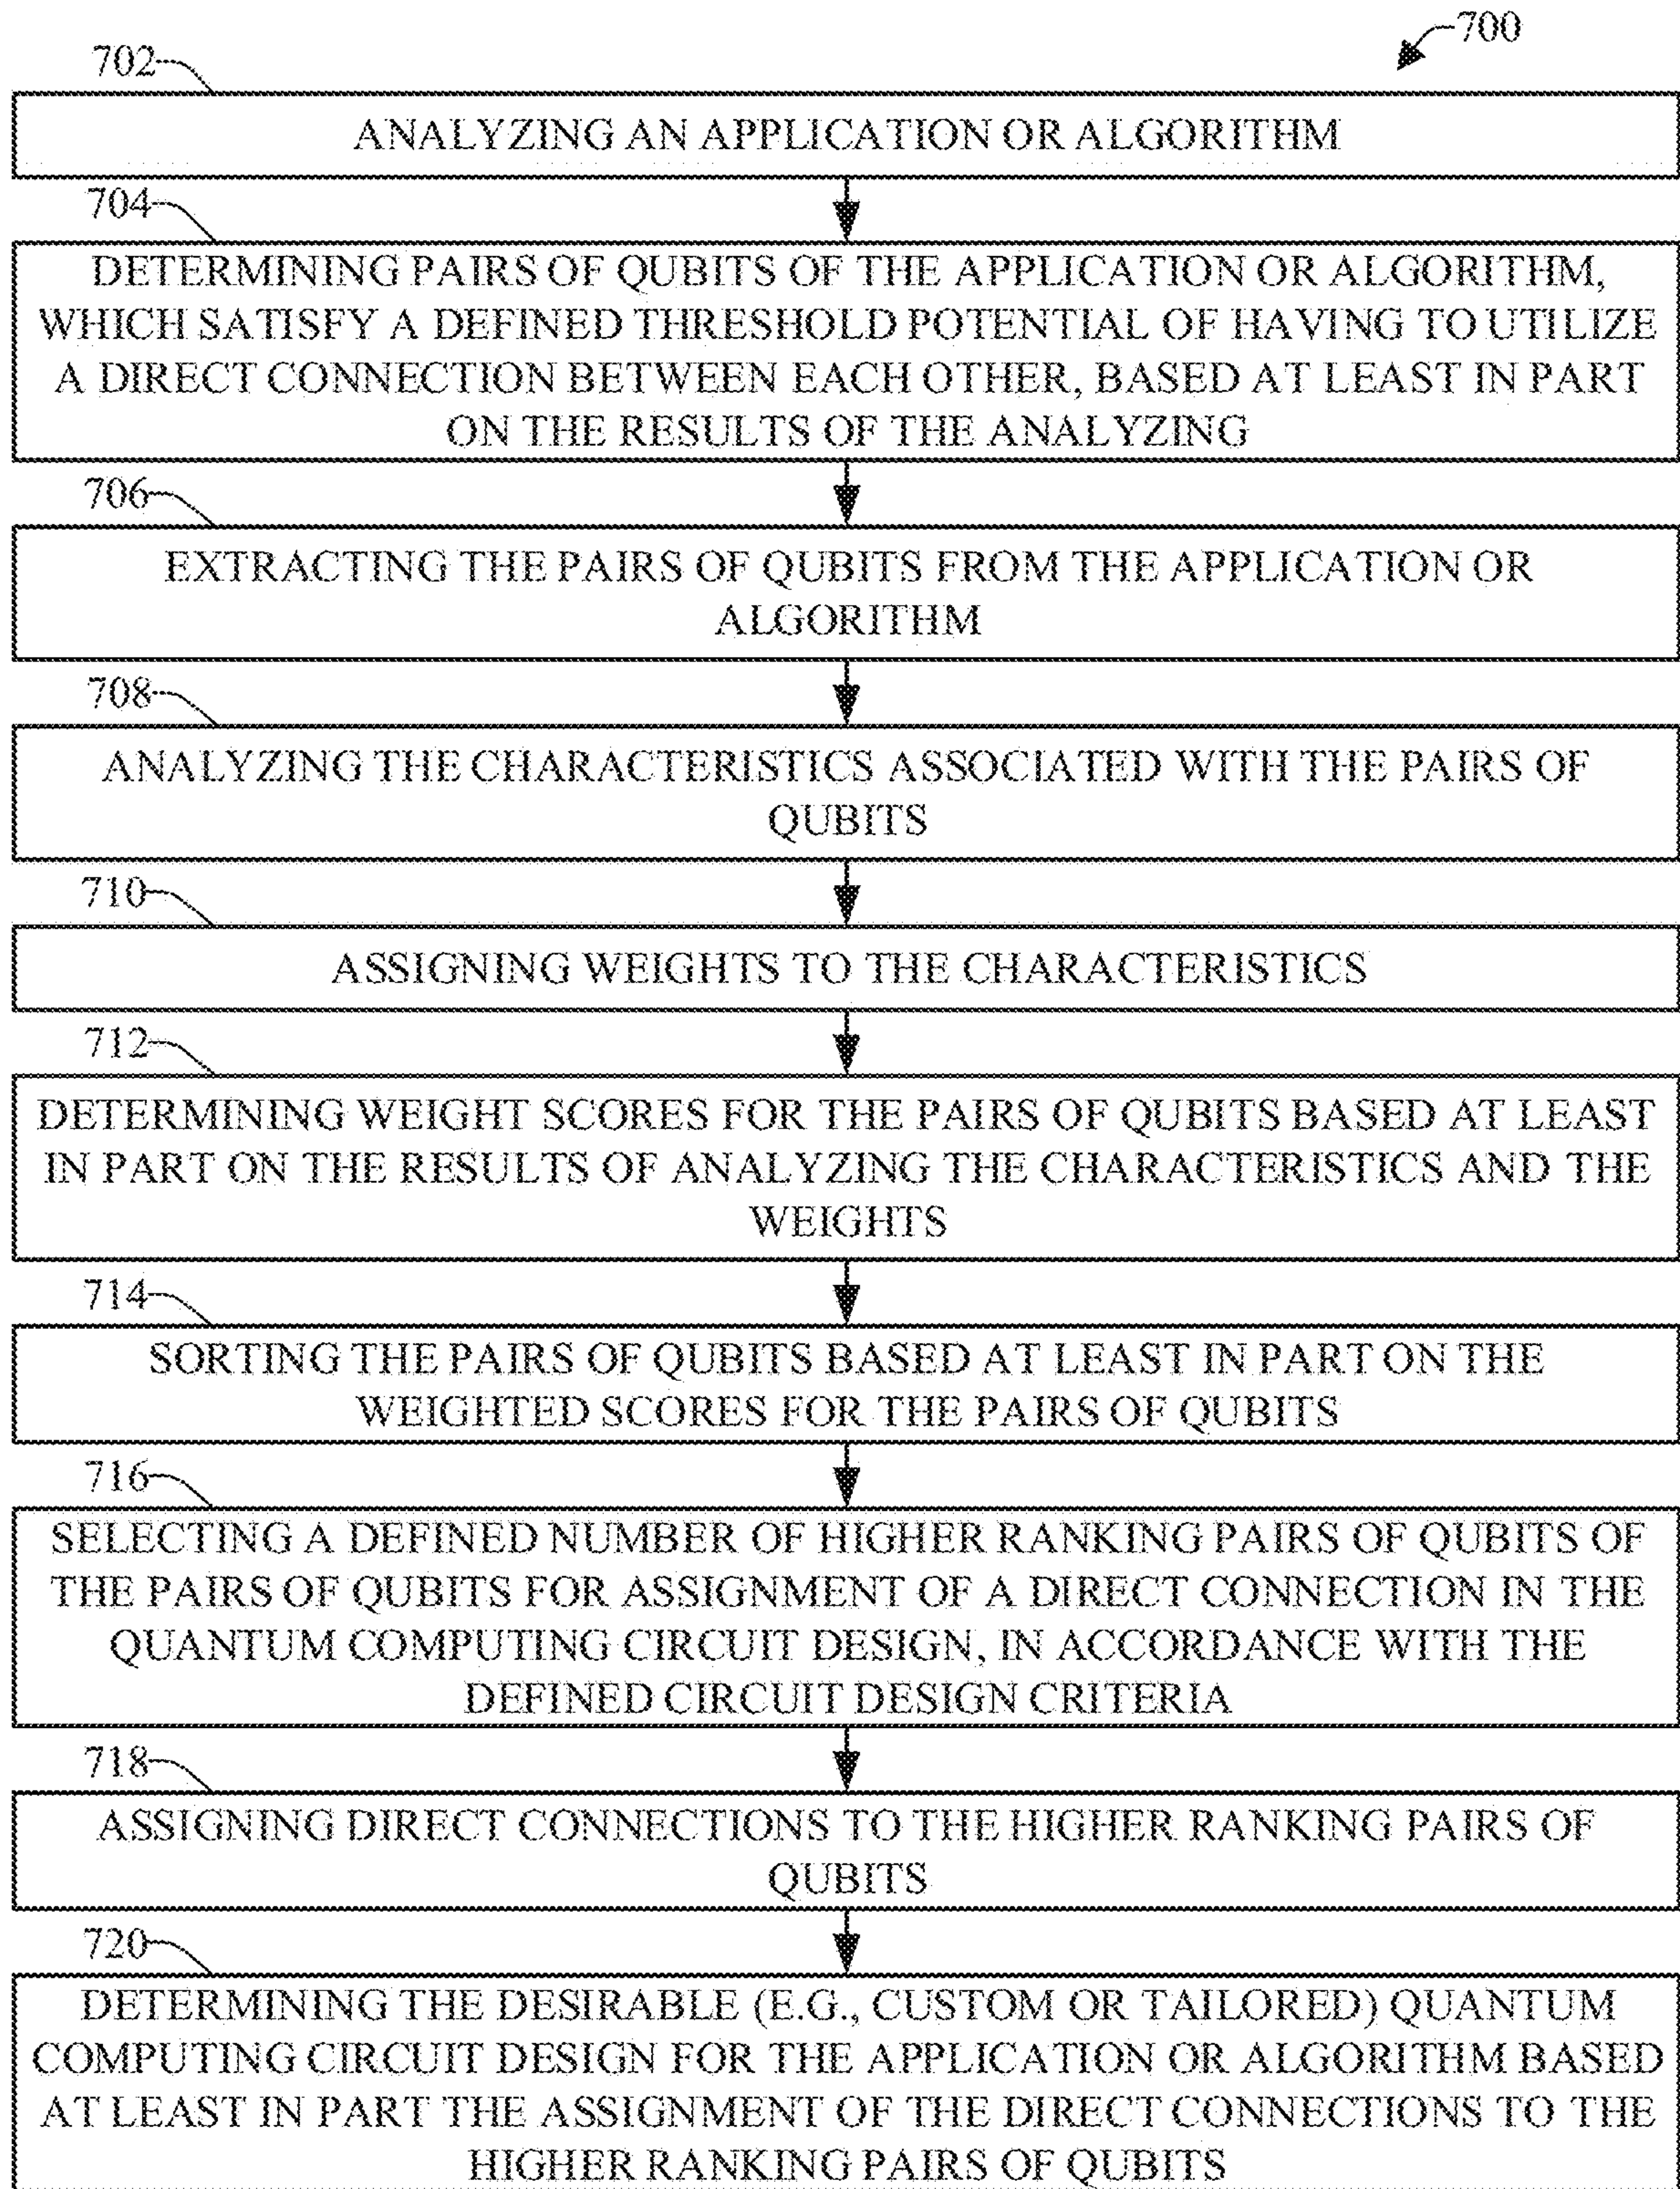 700
702
ANALYZING AN APPLICATION OR ALGORITHM
704
DETERMINING PAIRS OF QUBITS OF THE APPLICATION OR ALGORITHM,
WHICH SATISFY A DEFINED THRESHOLD POTENTIAL OF HAVING TO UTILIZE
A DIRECT CONNECTION BETWEEN EACH OTHER, BASED AT LEAST IN PART
ON THE RESULTS OF THE ANALYZING
706
EXTRACTING THE PAIRS OF QUBITS FROM THE APPLICATION OR
ALGORITHM
708
ANALYZING THE CHARACTERISTICS ASSOCIATED WITH THE PAIRS OF
QUBITS
710
ASSIGNING WEIGHTS TO THE CHARACTERISTICS
712
DETERMINING WEIGHT SCORES FOR THE PAIRS OF QUBITS BASED AT LEAST
IN PART ON THE RESULTS OF ANALYZING THE CHARACTERISTICS AND THE
WEIGHTS
714
SORTING THE PAIRS OF QUBITS BASED AT LEAST IN PART ON THE
WEIGHTED SCORES FOR THE PAIRS OF QUBITS
716
SELECTING A DEFINED NUMBER OF HIGHER RANKING PAIRS OF QUBITS OF
THE PAIRS OF QUBITS FOR ASSIGNMENT OF A DIRECT CONNECTION IN THE
QUANTUM COMPUTING CIRCUIT DESIGN, IN ACCORDANCE WITH THE
DEFINED CIRCUIT DESIGN CRITERIA
718
ASSIGNING DIRECT CONNECTIONS TO THE HIGHER RANKING PAIRS OF
QUBITS
720
DETERMINING THE DESIRABLE (E.G., CUSTOM OR TAILORED) QUANTUM
COMPUTING CIRCUIT DESIGN FOR THE APPLICATION OR ALGORITHM BASED
AT LEAST IN PART THE ASSIGNMENT OF THE DIRECT CONNECTIONS TO THE
HIGHER RANKING PAIRS OF QUBITS